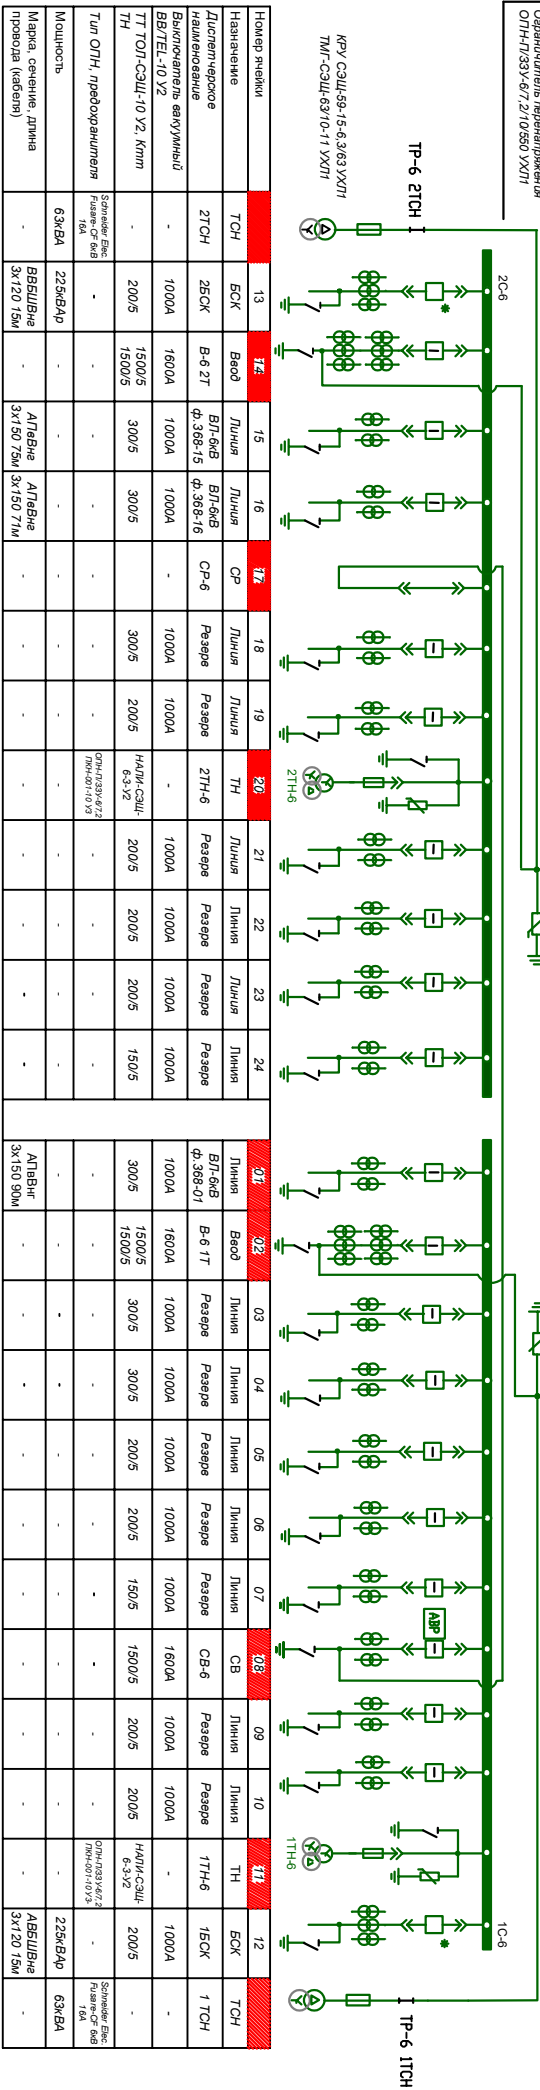 Ограничитель перенапряжения
ОПН-П/ЗЭУ-6/7,2/10/550 УХЛ1
КРУ СЭЩ-59-15-6,3/63 УХЛ1
ТМГ-СЭЩ-63/10-11 УХЛ1
ТР-6 2ТСН
2С-6
2ТН-6
АВР
1ТН-6
1С-6
ТР-6 1ТСН
Номер ячейки 13 14 15 16 17 18 19 20 21 22 23 24 01 02 03 04 05 06 07 08 09 10 11 12
Назначение ТСН БСК Ввод Линия Линия СР Линия Линия ТН Линия Линия Линия Линия Линия Ввод Линия Линия Линия Линия Линия СВ Линия Линия ТН БСК ТСН
Диспетчерское
наименование
2ТСН 2БСК В-6 2Т ВЛ-6кВ
ф.368-15
ВЛ-6кВ
ф.368-16
СР-6 Резерв Резерв 2ТН-6 Резерв Резерв Резерв Резерв ВЛ-6кВ
ф.368-01
В-6 1Т Резерв Резерв Резерв Резерв Резерв СВ-6 Резерв Резерв 1ТН-6 1БСК 1 ТСН
Выключатель вакуумный
ВВ/TEL-10 У2
- 1000А 1600А 1000А 1000А - 1000А 1000А - 1000А 1000А 1000А 1000А 1000А 1600А 1000А 1000А 1000А 1000А 1000А 1600А 1000А 1000А - 1000А -
ТТ ТОЛ-СЭЩ-10 У2, Кттт
ТН
- 200/5 1500/5
1500/5
300/5 300/5 - 300/5 200/5 НАЛИ-СЭЩ-
6-3-У2
200/5 200/5 200/5 150/5 300/5 1500/5
1500/5
300/5 300/5 200/5 200/5 150/5 1500/5 200/5 200/5 НАЛИ-СЭЩ-
6-3-У2
200/5 -
Тип ОПН, предохранителя
Schneider Elec.
Fusare-CF 6кВ
16А
- - - - - - - ОПН-П/ЗЭУ-6/7,2
ПКН-001-10 У3
- - - - - - - - - - - - - - ОПН-П/ЗЭУ-6/7,2
ПКН-001-10 У3
- Schneider Elec.
Fusare-CF 6кВ
16А
Мощность 63кВА 225кВАр - - - - - - - - - - - - - - - - - - - - - - 225кВАр 63кВА
Марка, сечение, длина
провода (кабеля)
- ВВБШВнг
3х120 15м
- АПвВнг
3х150 75м
АПвВнг
3х150 71м
- - - - - - - - АПвВнг
3х150 90м
- - - - - - - - - - АВБШВнг
3х120 15м
-